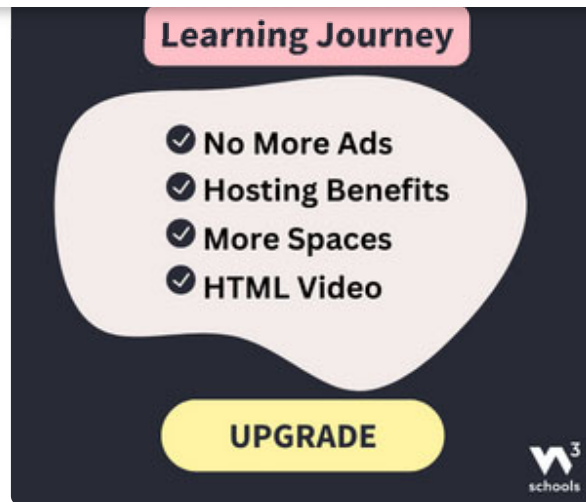 Learning Journey
No More Ads
Hosting Benefits
More Spaces
HTML Video
UPGRADE
w3
schools